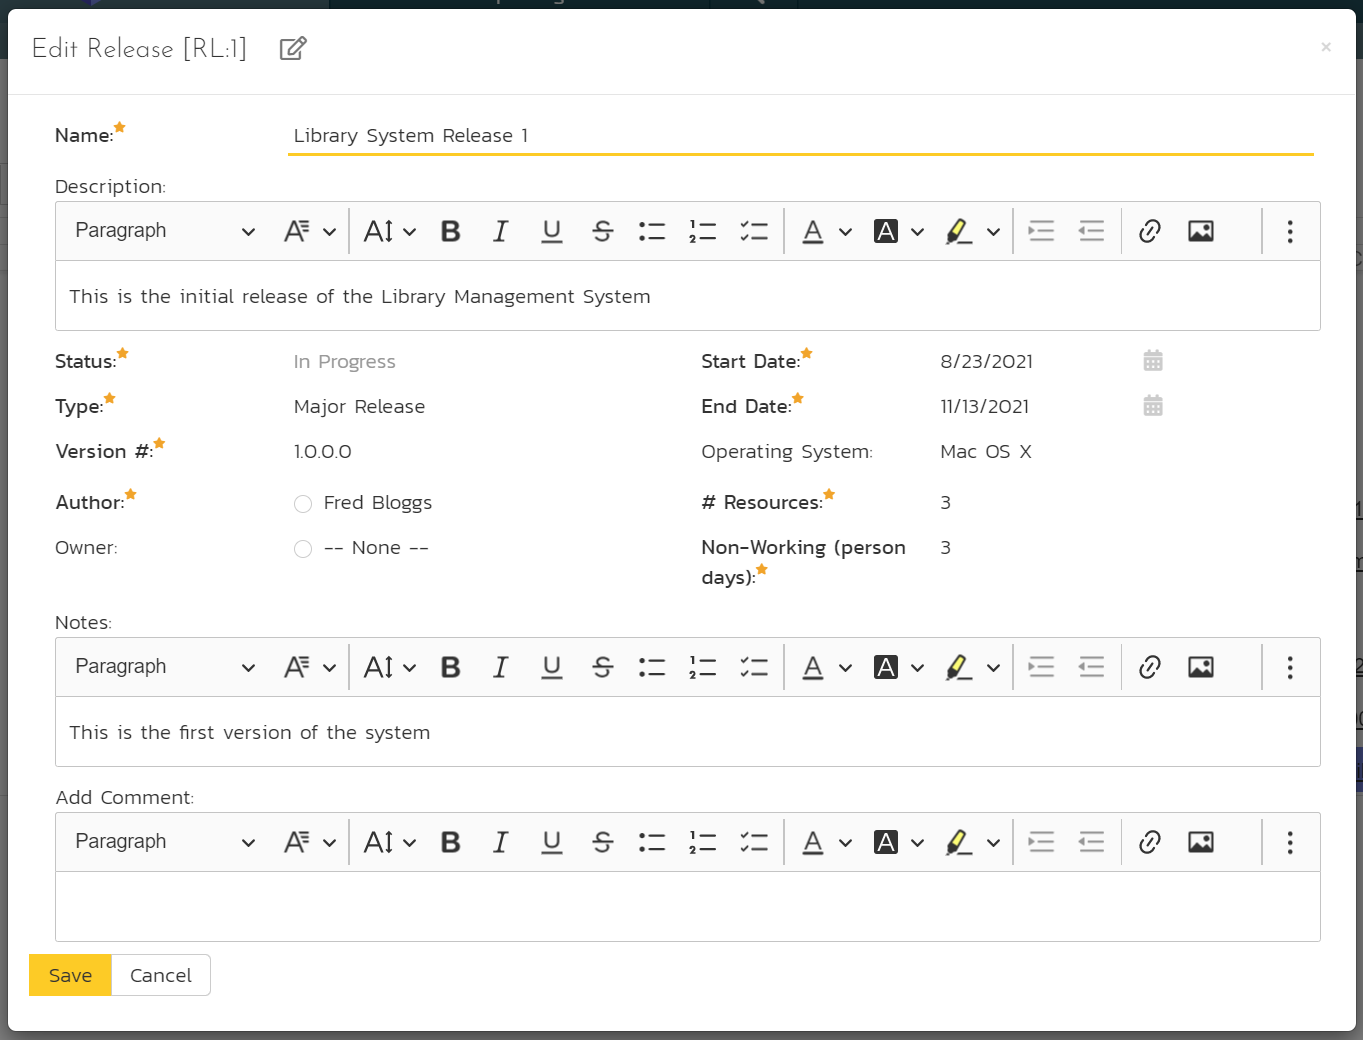 Edit Release [RL:1]
Name:
Library System Release 1
Description:
Paragraph
This is the initial release of the Library Management System
Status: In Progress Start Date: 8/23/2021
Type: Major Release End Date: 11/13/2021
Version #: 1.0.0.0 Operating System: Mac OS X
Author: Fred Bloggs # Resources: 3
Owner: -- None -- Non-Working (person 3
days):
Notes:
Paragraph
This is the first version of the system
Add Comment:
Paragraph
Save Cancel